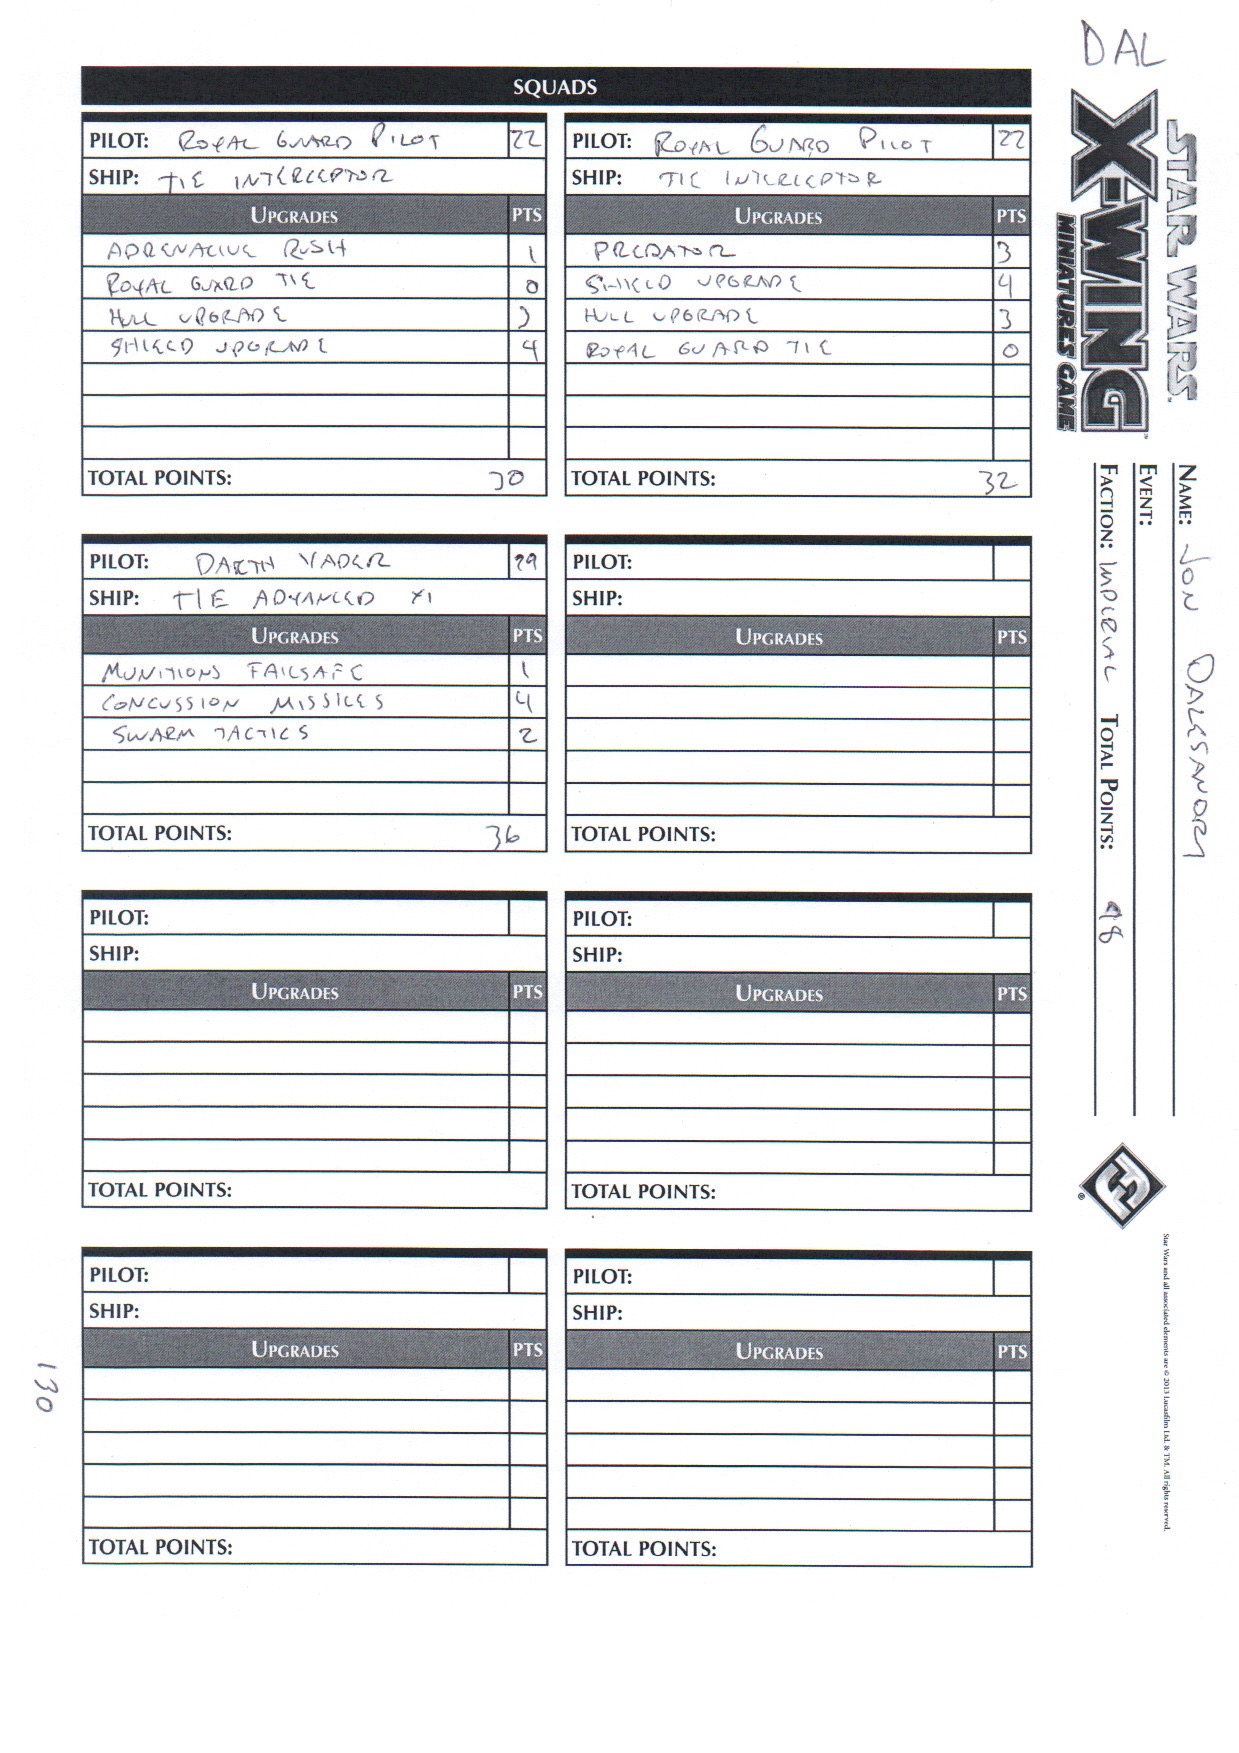 DAL
STAR WARS
X-WING
MINIATURES GAME
NAME: JON DALESANDRI
EVENT:
FACTION: IMPERIAL TOTAL POINTS: 98
SQUADS
PILOT: ROYAL GUARD PILOT 22
SHIP: TIE INTERCEPTOR
UPGRADES PTS
ADRENALINE RUSH 1
ROYAL GUARD TIE 0
HULL UPGRADE 3
SHIELD UPGRADE 4
TOTAL POINTS: 30
PILOT: ROYAL GUARD PILOT 22
SHIP: TIE INTERCEPTOR
UPGRADES PTS
PREDATOR 3
SHIELD UPGRADE 4
HULL UPGRADE 3
ROYAL GUARD TIE 0
TOTAL POINTS: 32
PILOT: DARTH VADER 29
SHIP: TIE ADVANCED X1
UPGRADES PTS
MUNITIONS FAILSAFE 1
CONCUSSION MISSILES 4
SWARM TACTICS 2
TOTAL POINTS: 36
PILOT:
SHIP:
UPGRADES PTS
TOTAL POINTS:
PILOT:
SHIP:
UPGRADES PTS
TOTAL POINTS:
PILOT:
SHIP:
UPGRADES PTS
TOTAL POINTS:
PILOT:
SHIP:
UPGRADES PTS
TOTAL POINTS:
PILOT:
SHIP:
UPGRADES PTS
TOTAL POINTS:
Star Wars and all associated elements are © 2013 Lucasfilm Ltd. & TM. All rights reserved.
130